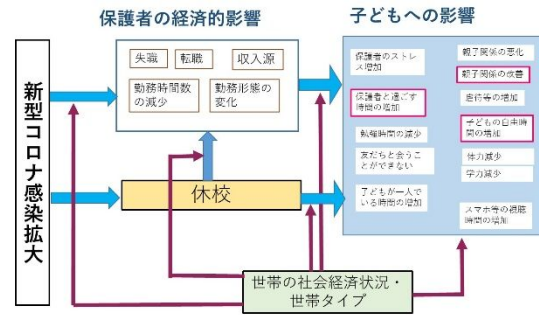 保護者の経済的影響
子どもへの影響
新型コロナ感染拡大
失職
転職
収入源
勤務時間数
の減少
勤務形態の
変化
休校
保護者のストレ
ス増加
保護者と過ごす
時間の増加
勉強時間の減少
友だちと会うこ
とができない
子どもが一人で
いる時間の増加
親子関係の悪化
親子関係の改善
虐待等の増加
子どもの自由時
間の増加
体力減少
学力減少
スマホ等の視聴
時間の増加
世帯の社会経済状況・
世帯タイプ